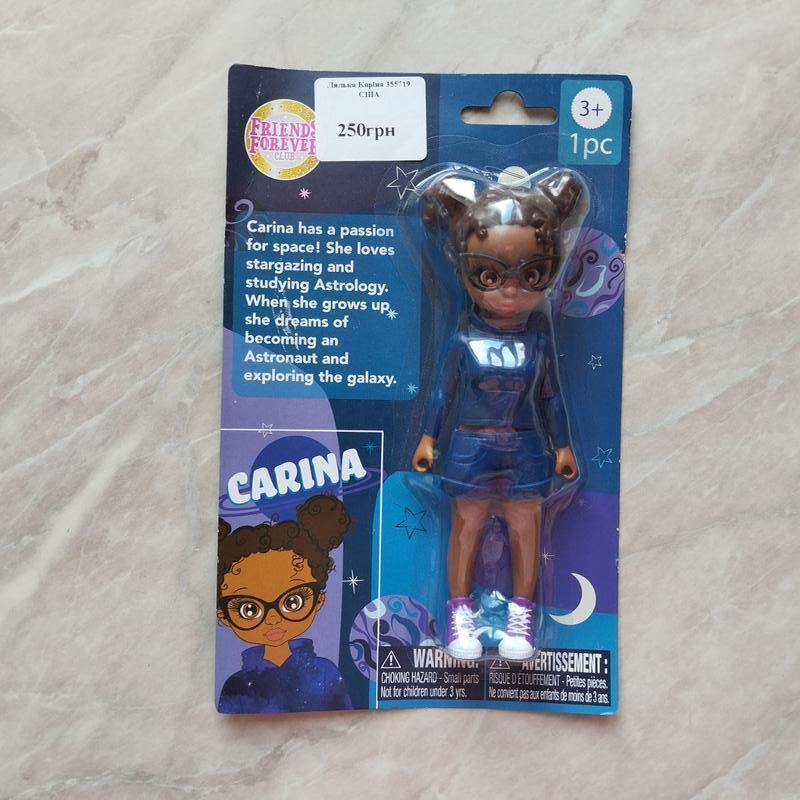 Лялька Каріна 355719
США
250грн
FRIENDS
FOREVER
CLUB
3+
1pc
Carina has a passion
for space! She loves
stargazing and
studying Astrology.
When she grows up
she dreams of
becoming an
Astronaut and
exploring the galaxy.
CARINA
WARNING:
CHOKING HAZARD - Small parts
Not for children under 3 yrs.
AVERTISSEMENT :
RISQUE D'ETOUFFEMENT - Petites pièces.
Ne convient pas aux enfants de moins de 3 ans.